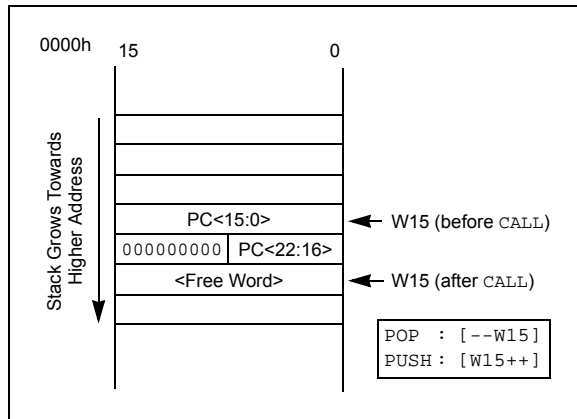 0000h
15 0
Stack Grows Towards
Higher Address
PC<15:0>
W15 (before CALL)
000000000 PC<22:16>
<Free Word>
W15 (after CALL)
POP : [--W15]
PUSH : [W15++]